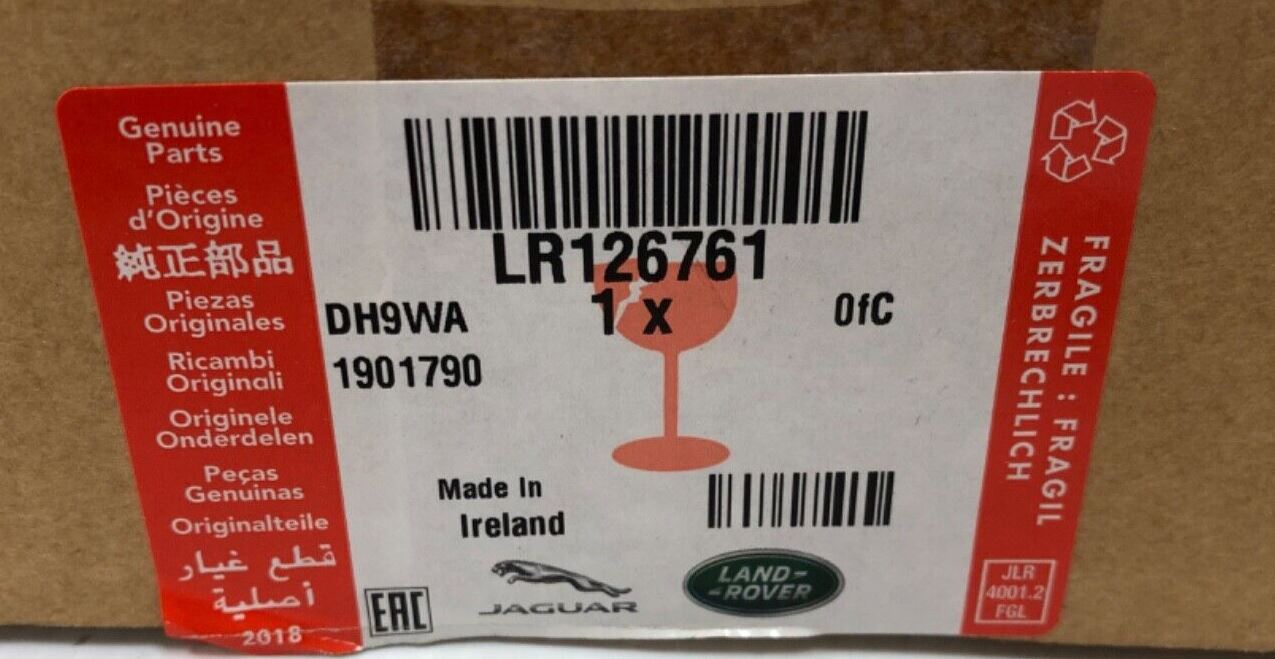 Genuine
Parts
Pièces
d'Origine
純正部品
Piezas
Originales
Ricambi
Originali
Originele
Onderdelen
Peças
Genuinas
Originalteile
قطع غيار
أصلية
2018
LR126761
DH9WA
1 x
OfC
1901790
Made In
Ireland
EAC
JAGUAR
LAND-
-ROVER
FRAGILE : FRAGIL
ZERBRECHLICH
JLR
4001.2
FGL